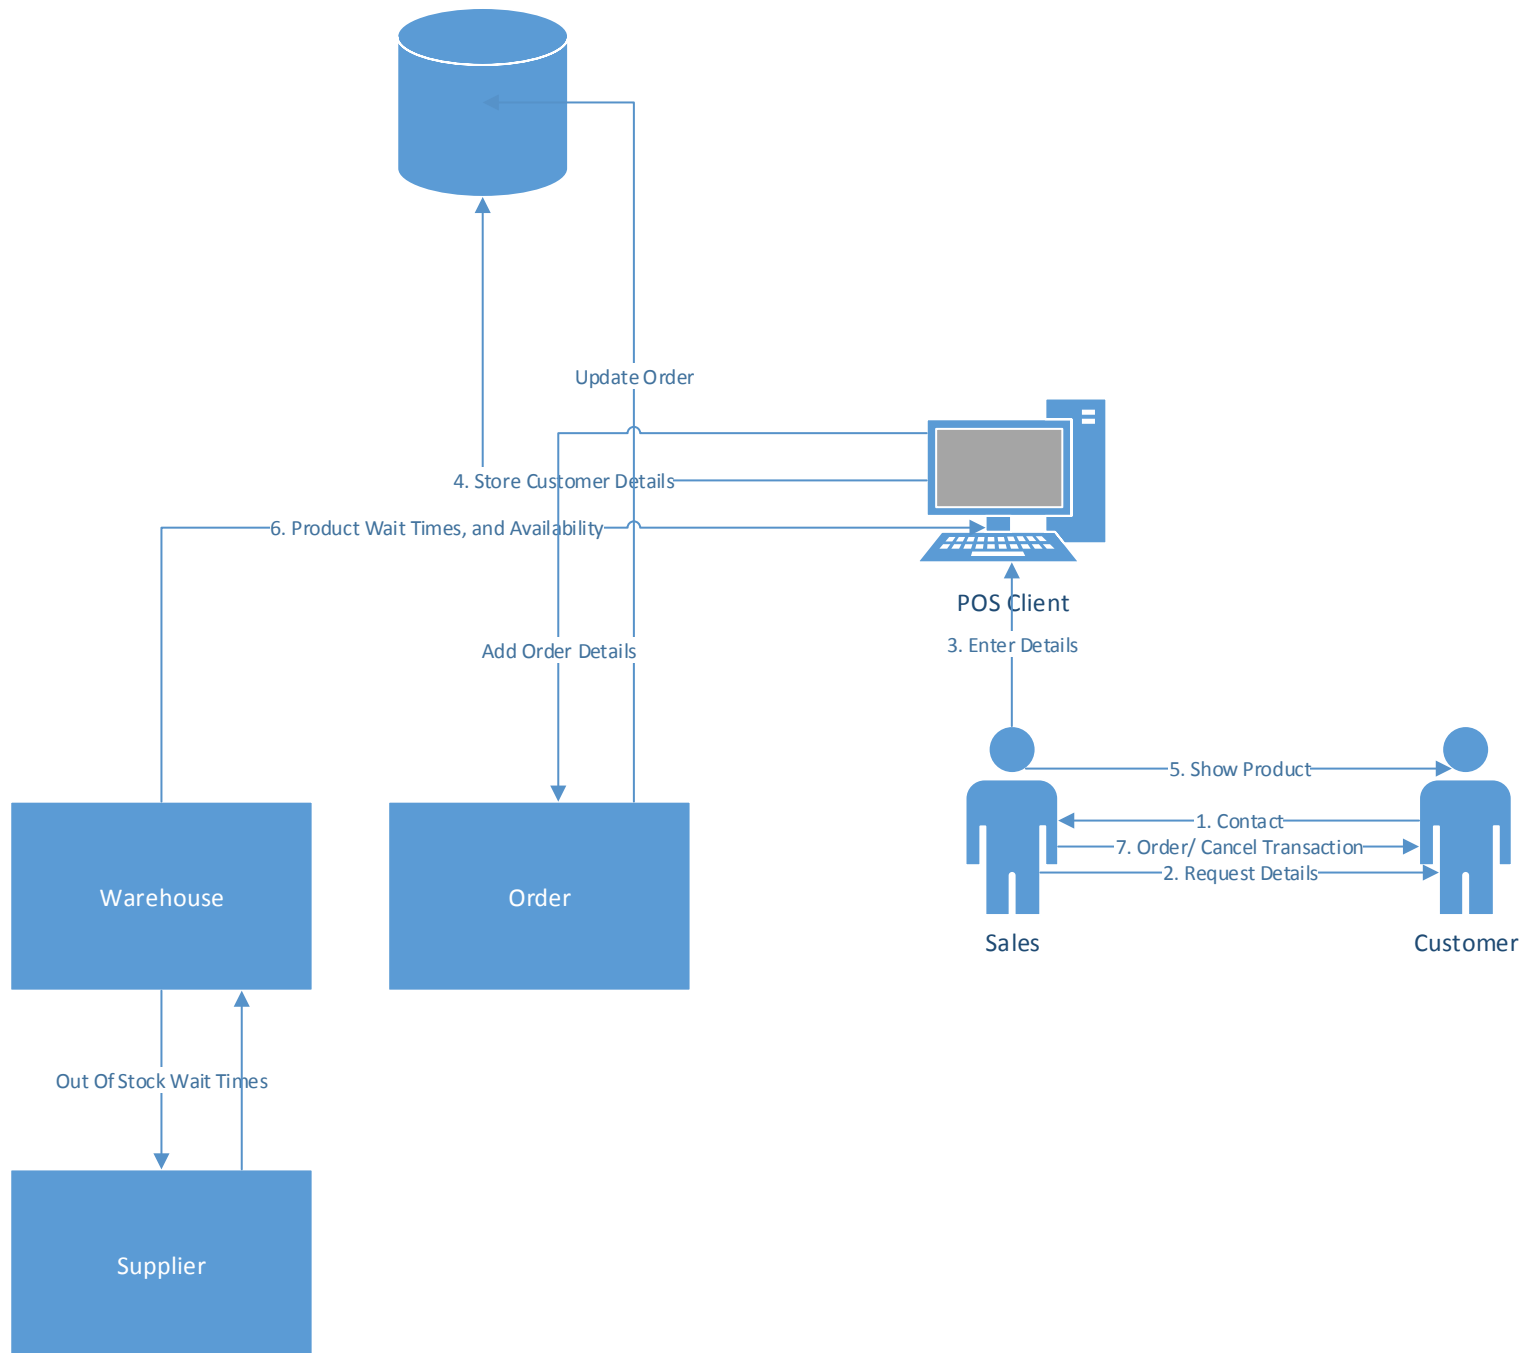 Update Order
4. Store Customer Details
6. Product Wait Times, and Availability
POS Client
3. Enter Details
Add Order Details
5. Show Product
1. Contact
7. Order/ Cancel Transaction
2. Request Details
Warehouse
Order
Sales
Customer
Out Of Stock Wait Times
Supplier